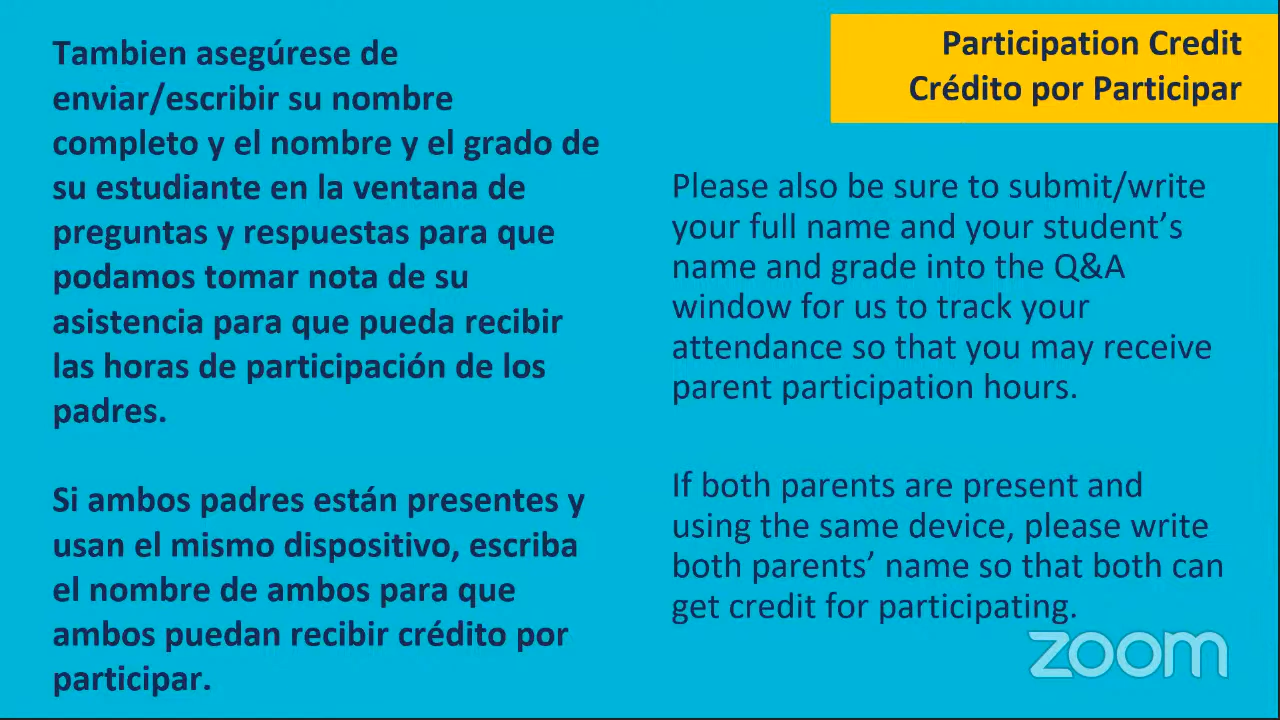 Tambien asegúrese de
enviar/escribir su nombre
completo y el nombre y el grado de
su estudiante en la ventana de
preguntas y respuestas para que
podamos tomar nota de su
asistencia para que pueda recibir
las horas de participación de los
padres.
Si ambos padres están presentes y
usan el mismo dispositivo, escriba
el nombre de ambos para que
ambos puedan recibir crédito por
participar.
Participation Credit
Crédito por Participar
Please also be sure to submit/write
your full name and your student’s
name and grade into the Q&A
window for us to track your
attendance so that you may receive
parent participation hours.
If both parents are present and
using the same device, please write
both parents’ name so that both can
get credit for participating.
zoom